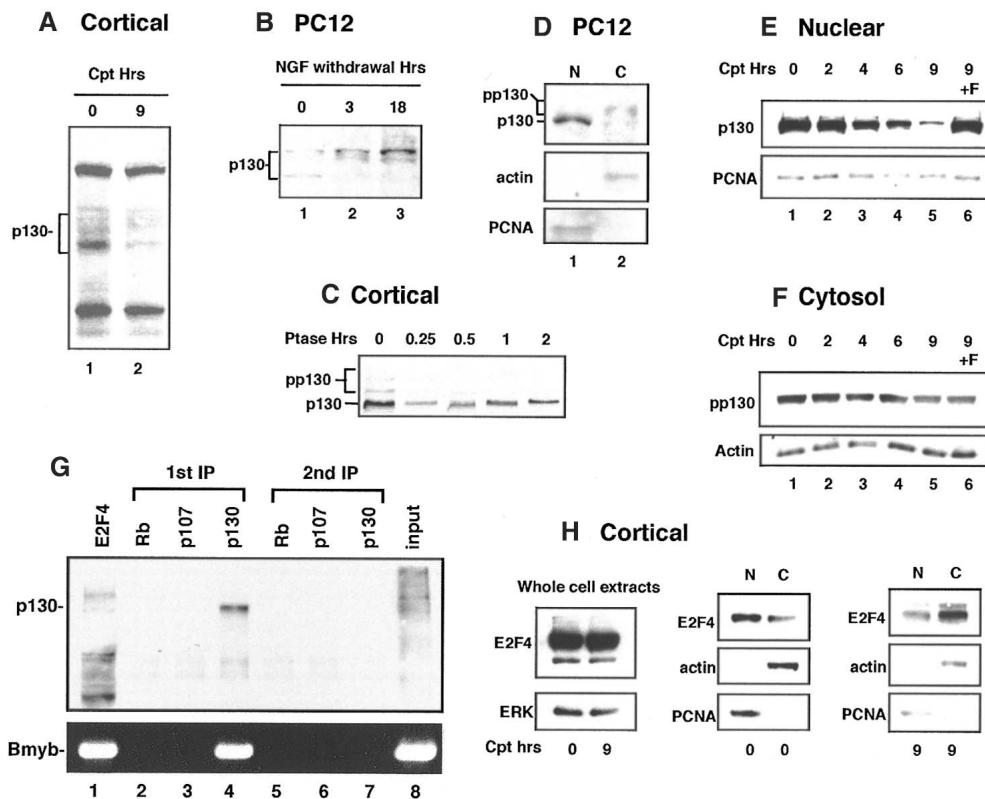 A Cortical
Cpt Hrs
0 9
p130-
1 2
B PC12
NGF withdrawal Hrs
0 3 18
p130-
1 2 3
C Cortical
Ptase Hrs 0 0.25 0.5 1 2
pp130
p130
D PC12
N C
pp130
p130
actin
PCNA
1 2
E Nuclear
Cpt Hrs 0 2 4 6 9 9
+F
p130
PCNA
1 2 3 4 5 6
F Cytosol
Cpt Hrs 0 2 4 6 9 9
+F
pp130
Actin
1 2 3 4 5 6
G
1st IP 2nd IP
E2F4 Rb p107 p130 Rb p107 p130 input
p130-
Bmyb-
1 2 3 4 5 6 7 8
H Cortical
Whole cell extracts
E2F4
ERK
Cpt hrs 0 9
N C
E2F4
actin
PCNA
0 0
N C
E2F4
actin
PCNA
9 9